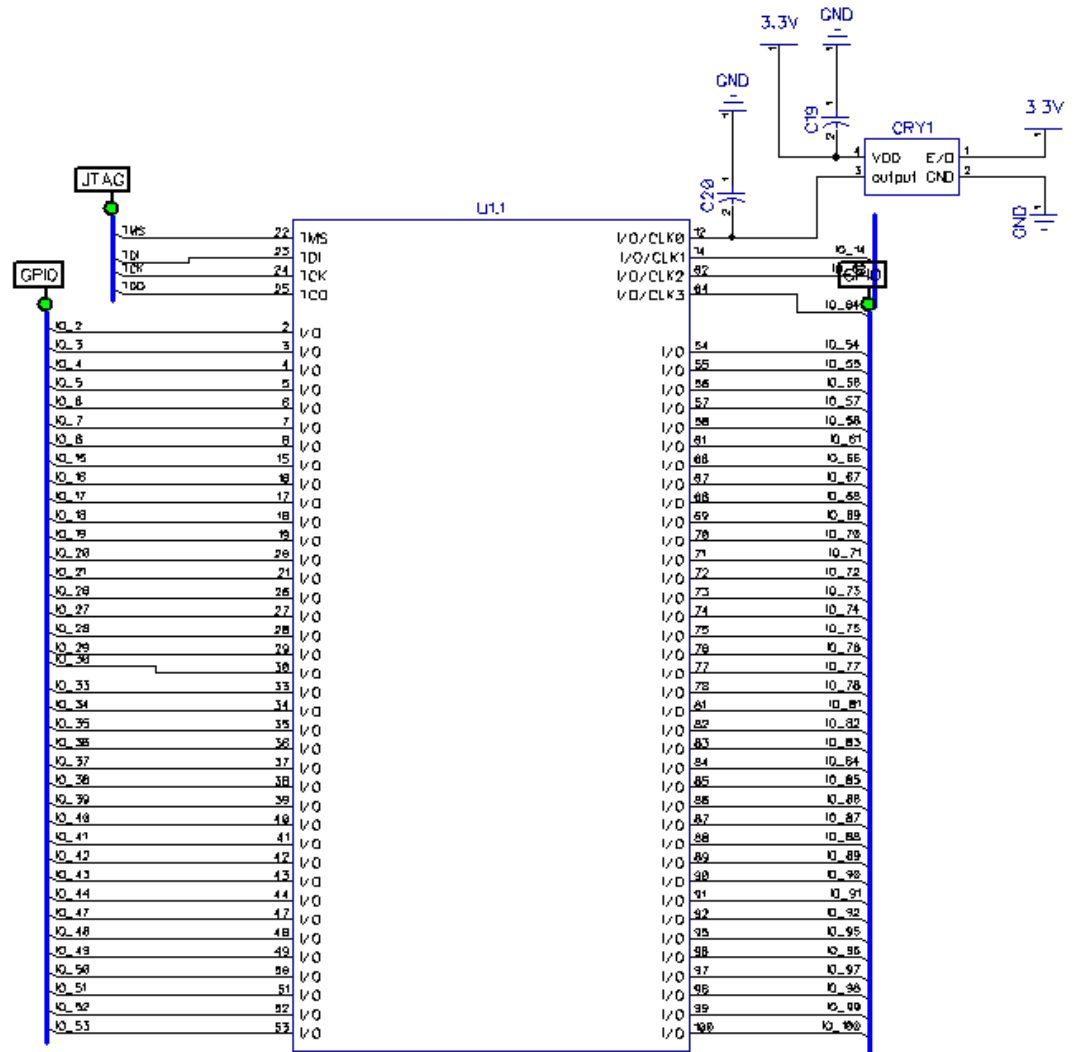 3.3V
GND
GND
C19
C20
CRY1
3.3V
4 VDD E/D 1
3 output GND 2
GND
JTAG
GPIO
GPIO
U1.1
TMS 22 TMS
TDI 23 TDI
TCK 24 TCK
25 TCO
I/O/CLK0 12
I/O/CLK1 14 IO_14
I/O/CLK2 62
I/O/CLK3 64 IO_64
IO_2 2 I/O
IO_3 3 I/O
IO_4 4 I/O
IO_5 5 I/O
IO_6 6 I/O
IO_7 7 I/O
IO_8 8 I/O
IO_15 15 I/O
IO_16 16 I/O
IO_17 17 I/O
IO_18 18 I/O
IO_19 19 I/O
IO_20 20 I/O
IO_21 21 I/O
IO_26 26 I/O
IO_27 27 I/O
IO_28 28 I/O
IO_29 29 I/O
IO_30 30 I/O
IO_33 33 I/O
IO_34 34 I/O
IO_35 35 I/O
IO_36 36 I/O
IO_37 37 I/O
IO_38 38 I/O
IO_39 39 I/O
IO_40 40 I/O
IO_41 41 I/O
IO_42 42 I/O
IO_43 43 I/O
IO_44 44 I/O
IO_47 47 I/O
IO_48 48 I/O
IO_49 49 I/O
IO_50 50 I/O
IO_51 51 I/O
IO_52 52 I/O
IO_53 53 I/O
I/O 54 IO_54
I/O 55 IO_55
I/O 56 IO_56
I/O 57 IO_57
I/O 58 IO_58
I/O 61 IO_61
I/O 66 IO_66
I/O 67 IO_67
I/O 68 IO_68
I/O 69 IO_69
I/O 70 IO_70
I/O 71 IO_71
I/O 72 IO_72
I/O 73 IO_73
I/O 74 IO_74
I/O 75 IO_75
I/O 76 IO_76
I/O 77 IO_77
I/O 78 IO_78
I/O 81 IO_81
I/O 82 IO_82
I/O 83 IO_83
I/O 84 IO_84
I/O 85 IO_85
I/O 86 IO_86
I/O 87 IO_87
I/O 88 IO_88
I/O 89 IO_89
I/O 90 IO_90
I/O 91 IO_91
I/O 92 IO_92
I/O 95 IO_95
I/O 96 IO_96
I/O 97 IO_97
I/O 98 IO_98
I/O 99 IO_99
I/O 100 IO_100